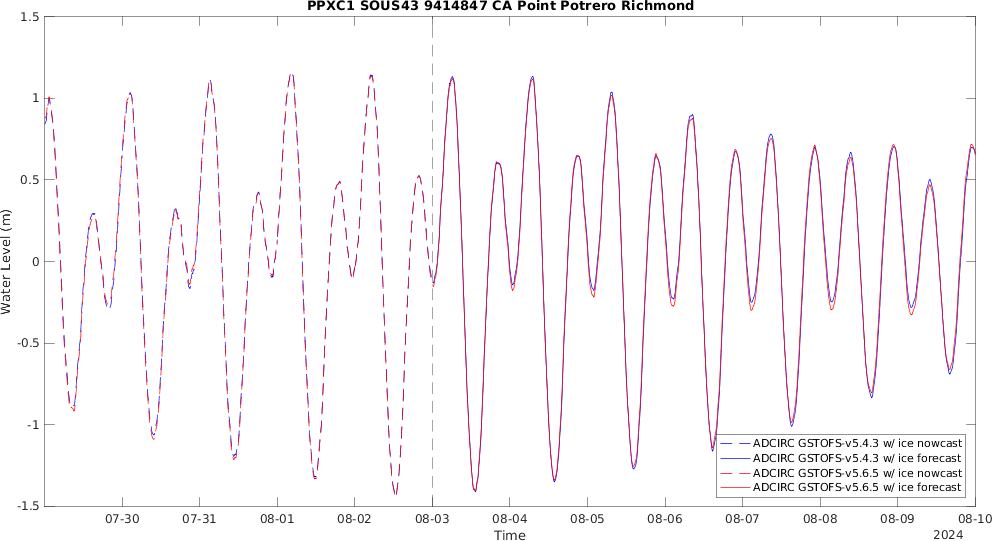 PPXC1 SOUS43 9414847 CA Point Potrero Richmond
Water Level (m)
1.5
1
0.5
0
-0.5
-1
-1.5
ADCIRC GSTOFS-v5.4.3 w/ ice nowcast
ADCIRC GSTOFS-v5.4.3 w/ ice forecast
ADCIRC GSTOFS-v5.6.5 w/ ice nowcast
ADCIRC GSTOFS-v5.6.5 w/ ice forecast
07-30 07-31 08-01 08-02 08-03 08-04 08-05 08-06 08-07 08-08 08-09 08-10
Time
2024